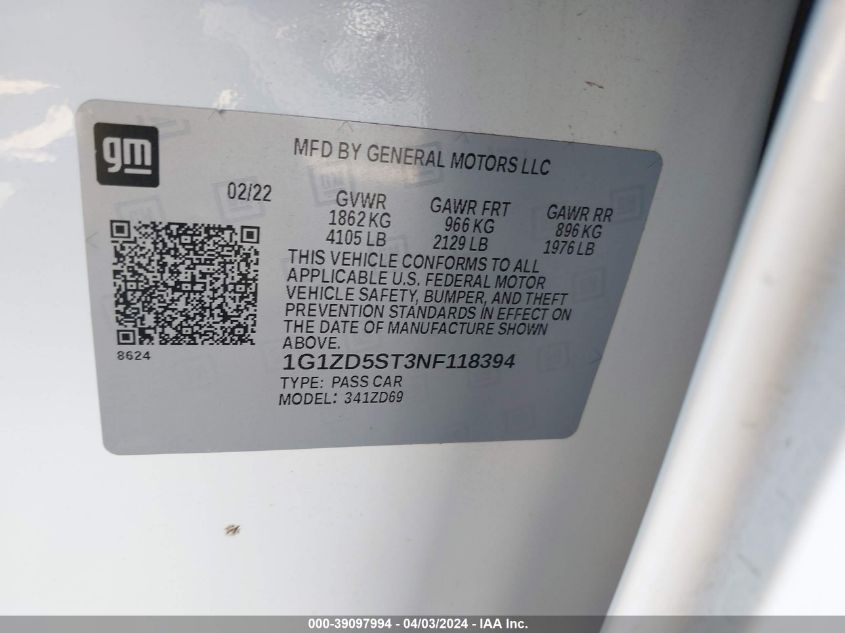 gm
MFD BY GENERAL MOTORS LLC
02/22
GVWR GAWR FRT GAWR RR
1862 KG 966 KG 896 KG
4105 LB 2129 LB 1976 LB
THIS VEHICLE CONFORMS TO ALL
APPLICABLE U.S. FEDERAL MOTOR
VEHICLE SAFETY, BUMPER, AND THEFT
PREVENTION STANDARDS IN EFFECT ON
THE DATE OF MANUFACTURE SHOWN
ABOVE.
8624
1G1ZD5ST3NF118394
TYPE: PASS CAR
MODEL: 341ZD69
000-39097994 - 04/03/2024 - IAA Inc.